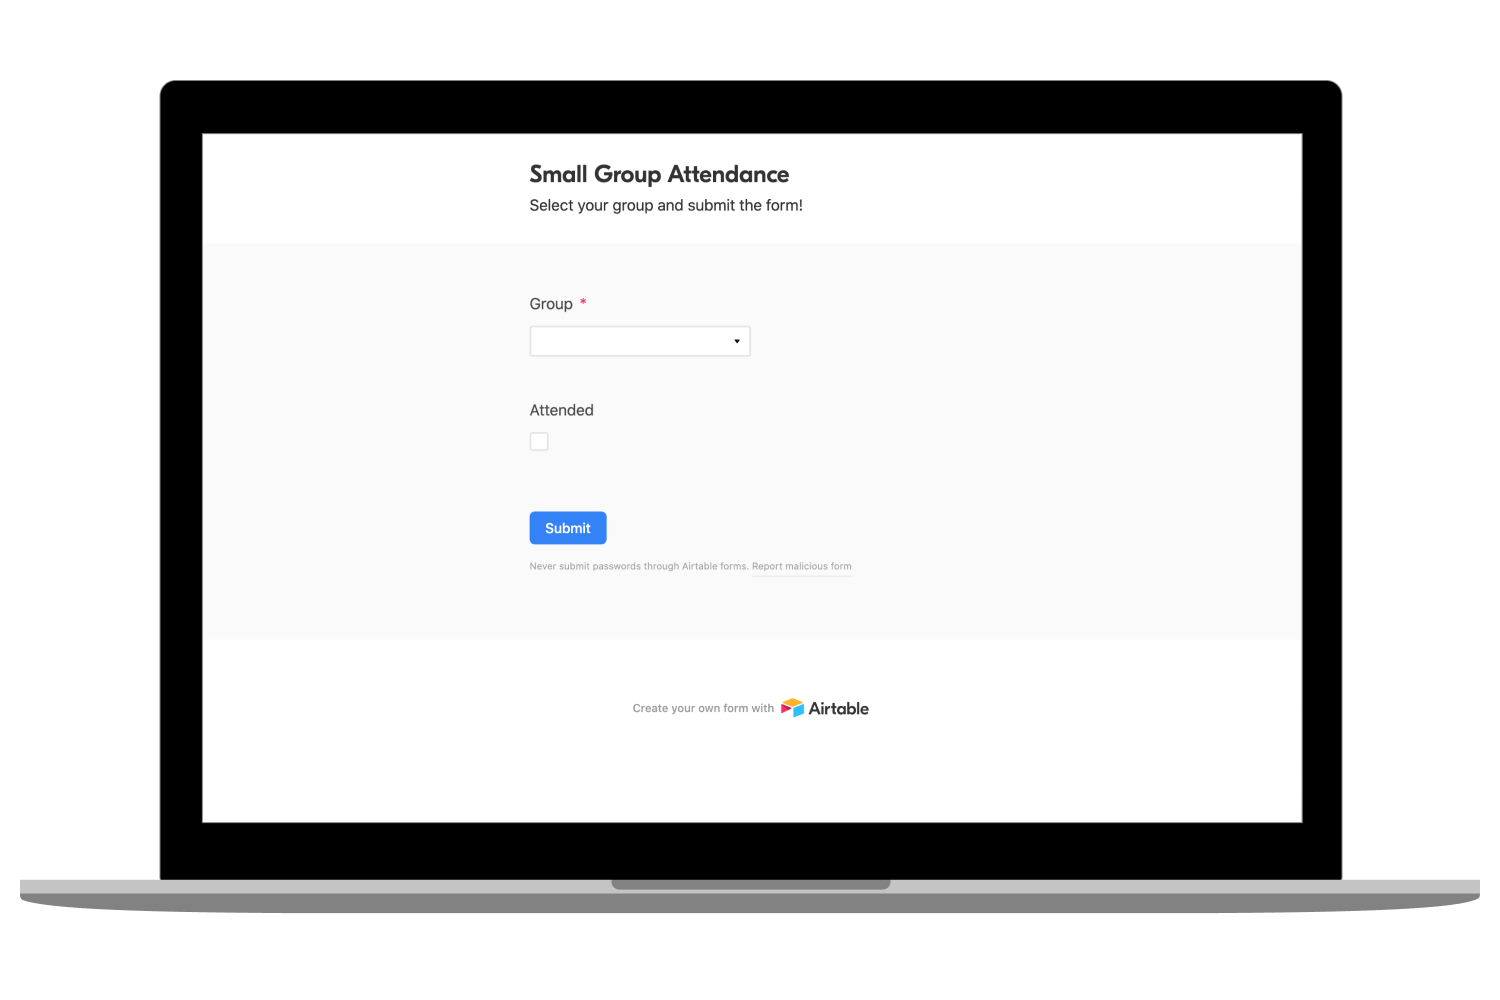 Small Group Attendance
Select your group and submit the form!
Group *
Attended
Submit
Never submit passwords through Airtable forms. Report malicious form
Create your own form with Airtable